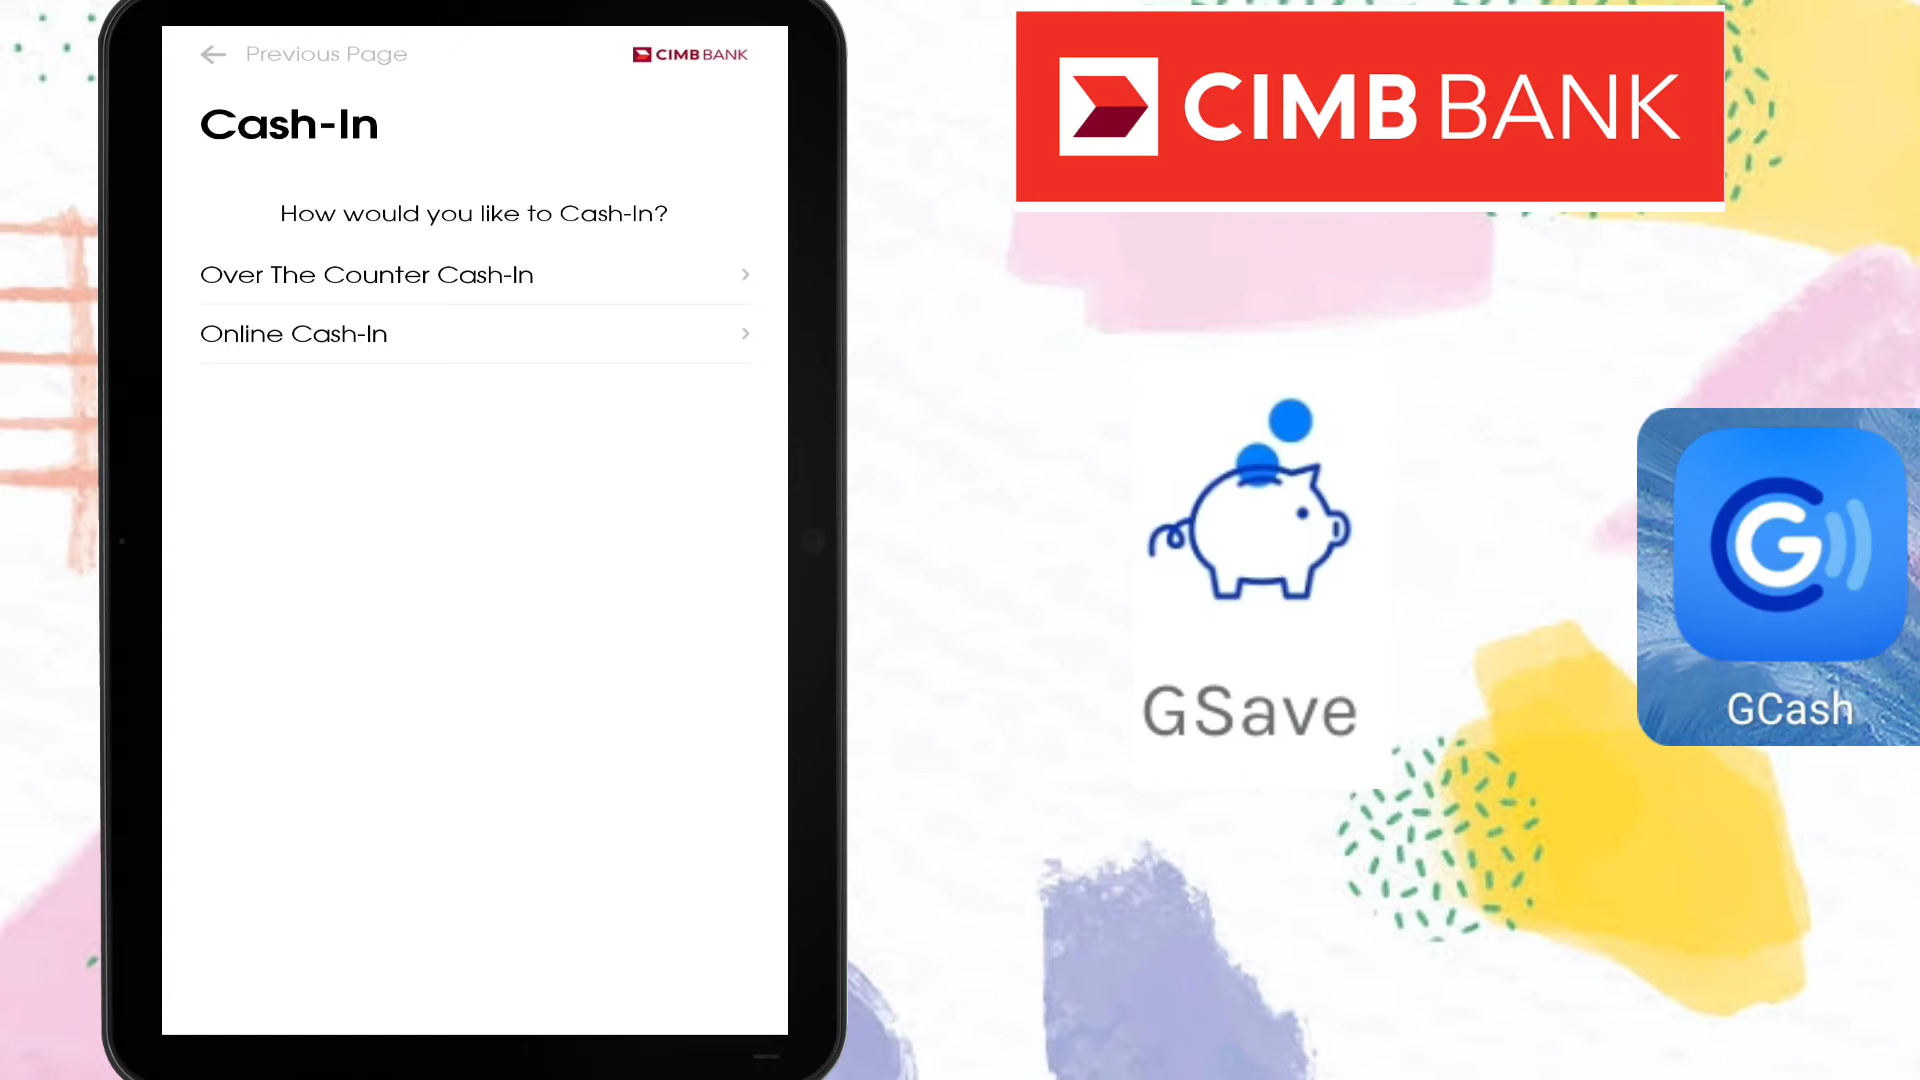 Previous Page
CIMB BANK
Cash-In
How would you like to Cash-In?
Over The Counter Cash-In
Online Cash-In
CIMB BANK
GSave
G
GCash